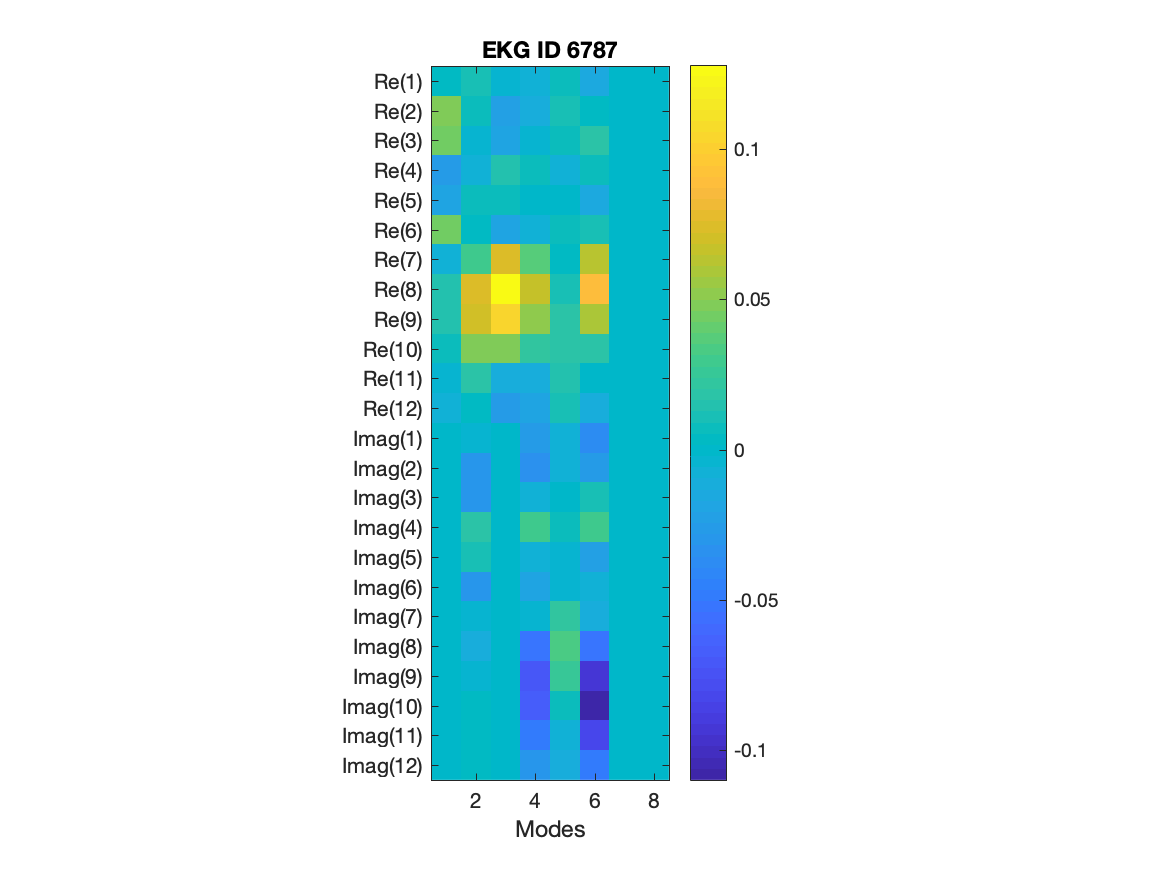 EKG ID 6787
Re(1)
Re(2)
Re(3)
Re(4)
Re(5)
Re(6)
Re(7)
Re(8)
Re(9)
Re(10)
Re(11)
Re(12)
Imag(1)
Imag(2)
Imag(3)
Imag(4)
Imag(5)
Imag(6)
Imag(7)
Imag(8)
Imag(9)
Imag(10)
Imag(11)
Imag(12)
2 4 6 8
Modes
0.1
0.05
0
-0.05
-0.1